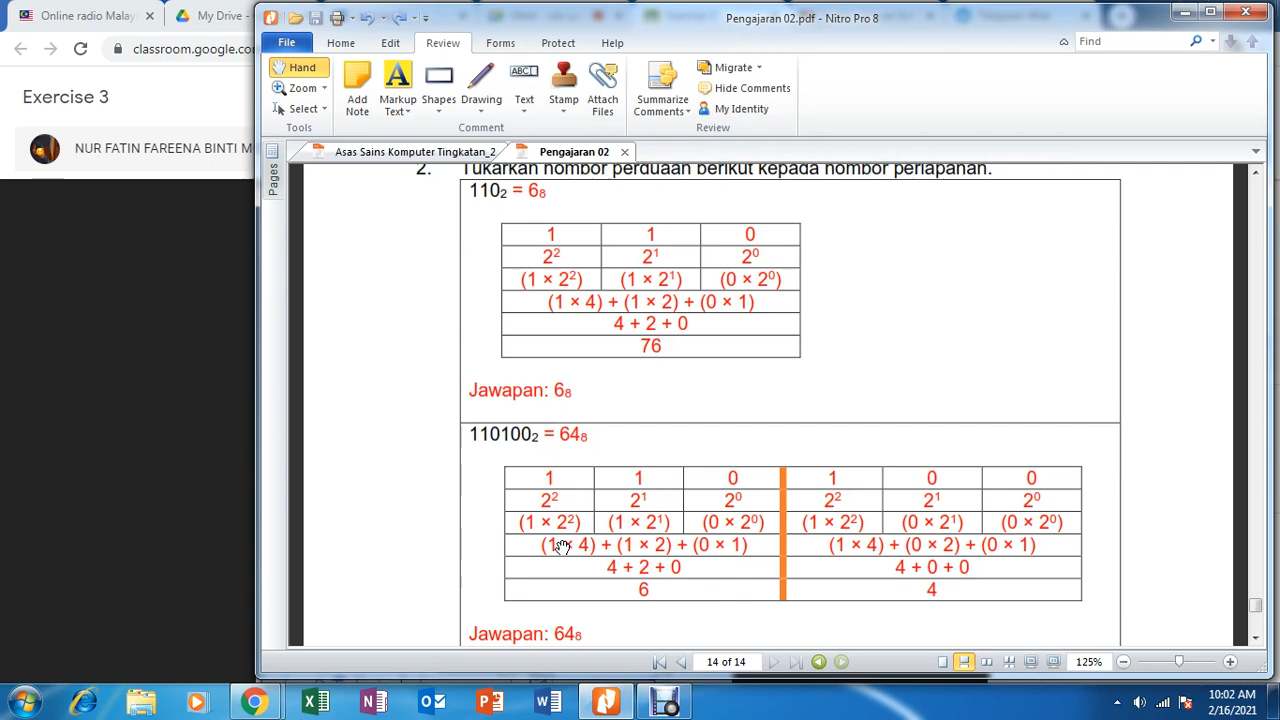 Online radio Malay
My Drive -
classroom.google.co
Exercise 3
NUR FATIN FAREENA BINTI M
Pengajaran 02.pdf - Nitro Pro 8
File Home Edit Review Forms Protect Help
Find
Hand
Zoom
Select
Tools
Add Note
Markup Text
Shapes
Drawing
Text
Stamp
Attach Files
Comment
Summarize Comments
Migrate
Hide Comments
My Identity
Review
Pages
Asas Sains Komputer Tingkatan_2
Pengajaran 02
2. Tukarkan nombor perduaan berikut kepada nombor perlapanan.
110₂ = 6₈
1 1 0
2² 2¹ 2⁰
(1 × 2²) (1 × 2¹) (0 × 2⁰)
(1 × 4) + (1 × 2) + (0 × 1)
4 + 2 + 0
76
Jawapan: 6₈
110100₂ = 64₈
1 1 0 1 0 0
2² 2¹ 2⁰ 2² 2¹ 2⁰
(1 × 2²) (1 × 2¹) (0 × 2⁰) (1 × 2²) (0 × 2¹) (0 × 2⁰)
(1 × 4) + (1 × 2) + (0 × 1) (1 × 4) + (0 × 2) + (0 × 1)
4 + 2 + 0 4 + 0 + 0
6 4
Jawapan: 64₈
14 of 14
125%
10:02 AM
2/16/2021